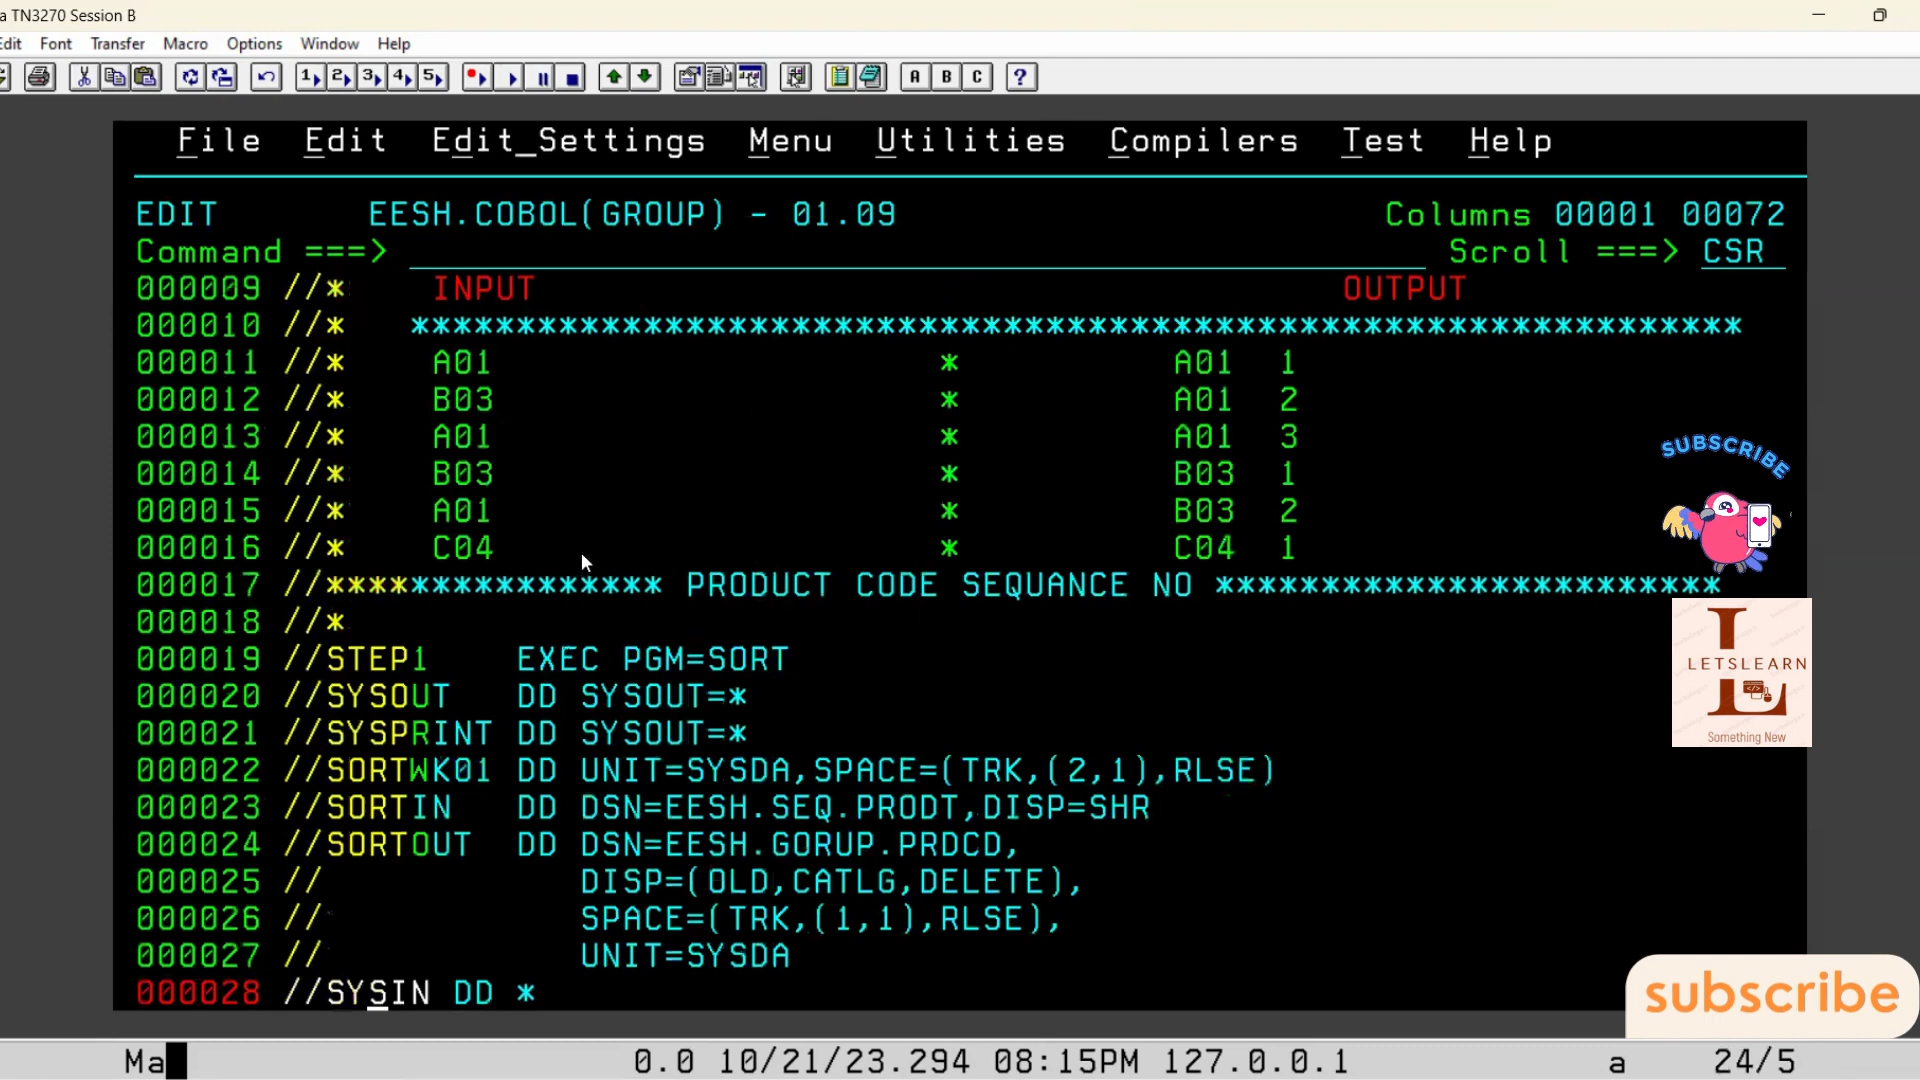 a TN3270 Session B
Edit Font Transfer Macro Options Window Help
1 2 3 4 5 A B C ?
File Edit Edit_Settings Menu Utilities Compilers Test Help
EDIT EESH.COBOL(GROUP) - 01.09 Columns 00001 00072
Command ===> Scroll ===> CSR
000009 //* INPUT OUTPUT
000010 //* ***************************************************************
000011 //* A01 * A01 1
000012 //* B03 * A01 2
000013 //* A01 * A01 3
000014 //* B03 * B03 1
000015 //* A01 * B03 2
000016 //* C04 * C04 1
000017 //**************** PRODUCT CODE SEQUANCE NO ************************
000018 //*
000019 //STEP1 EXEC PGM=SORT
000020 //SYSOUT DD SYSOUT=*
000021 //SYSPRINT DD SYSOUT=*
000022 //SORTWK01 DD UNIT=SYSDA,SPACE=(TRK,(2,1),RLSE)
000023 //SORTIN DD DSN=EESH.SEQ.PRODT,DISP=SHR
000024 //SORTOUT DD DSN=EESH.GORUP.PRDCD,
000025 // DISP=(OLD,CATLG,DELETE),
000026 // SPACE=(TRK,(1,1),RLSE),
000027 // UNIT=SYSDA
000028 //SYSIN DD *
SUBSCRIBE
L
LETSLEARN
Something New
subscribe
Ma 0.0 10/21/23.294 08:15PM 127.0.0.1 a 24/5